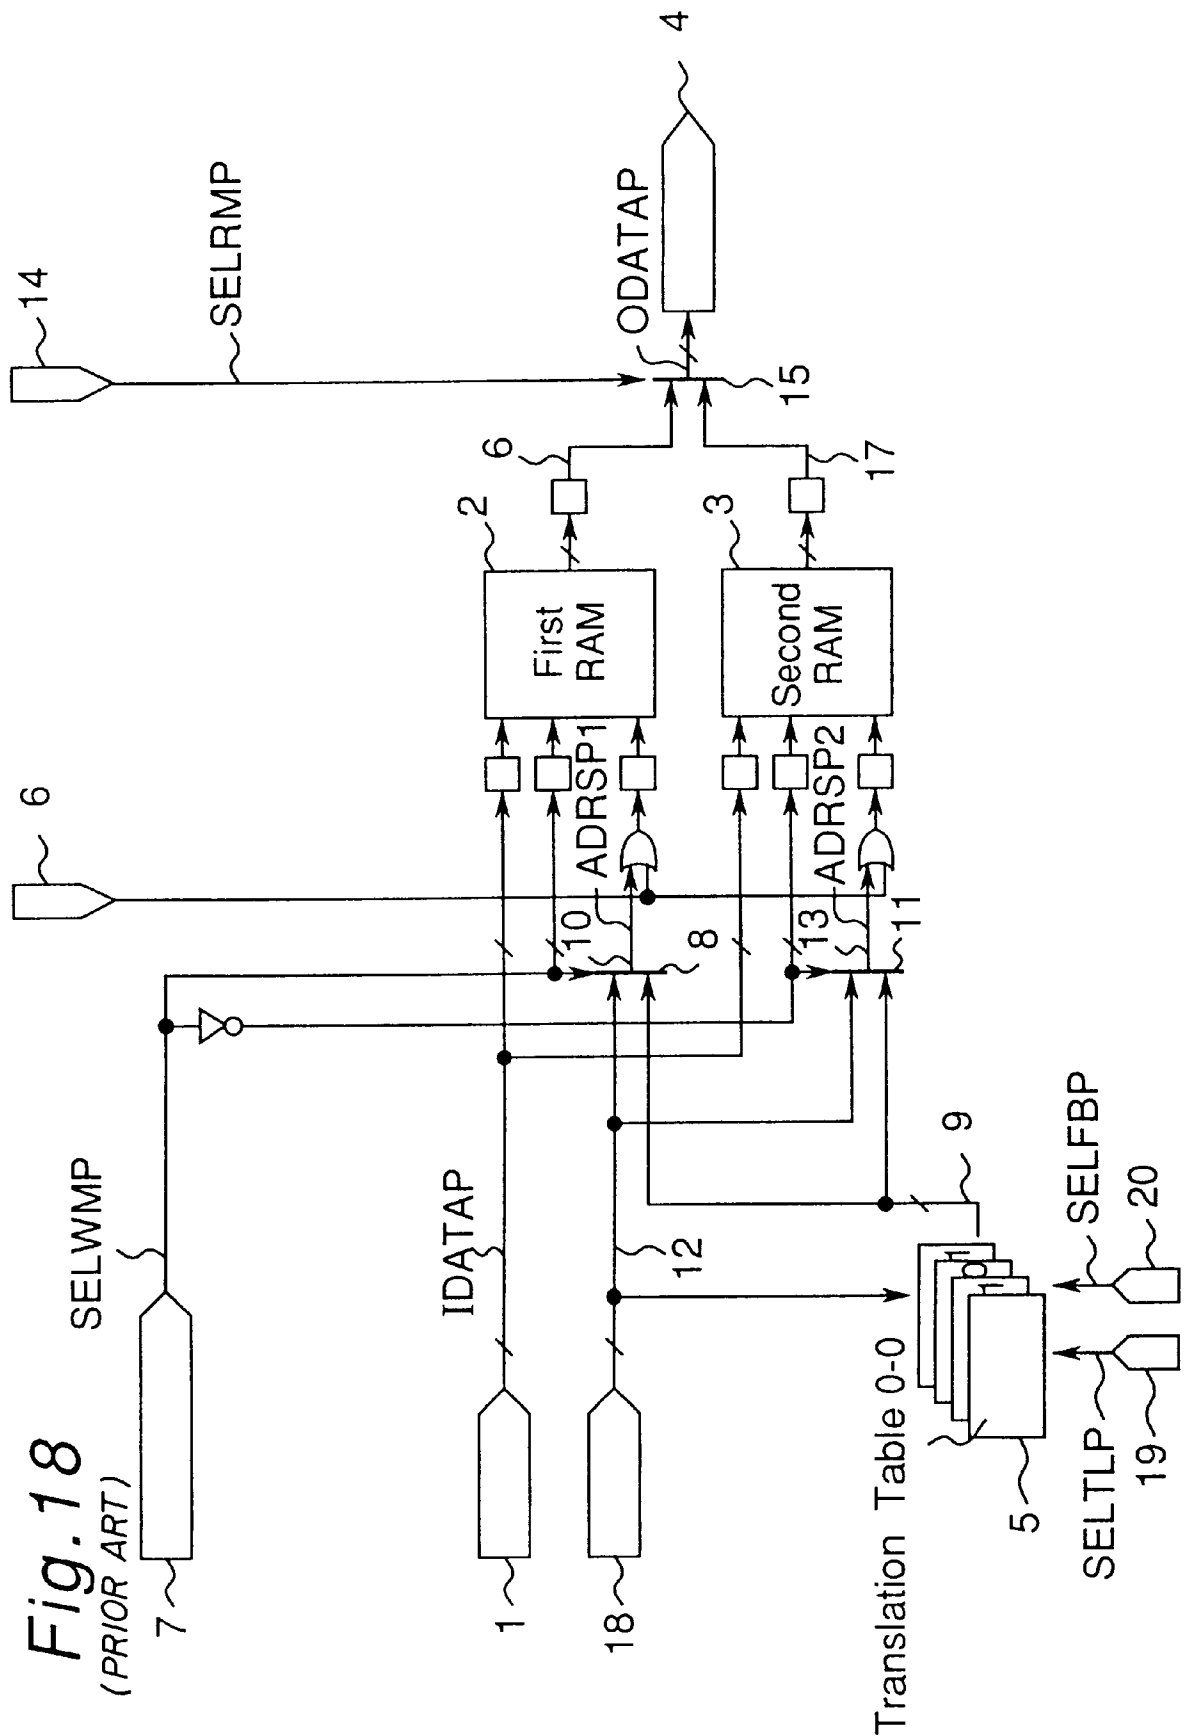 Fig.18
(PRIOR ART)
7
SELWMP
6
14
SELRMP
1
IDATAP
18
12
10
ADRSP1
8
First
RAM
2
6
ODATAP
4
15
17
Second
RAM
3
ADRSP2
13
11
9
Translation Table 0-0
5
SELTLP
19
SELFBP
20